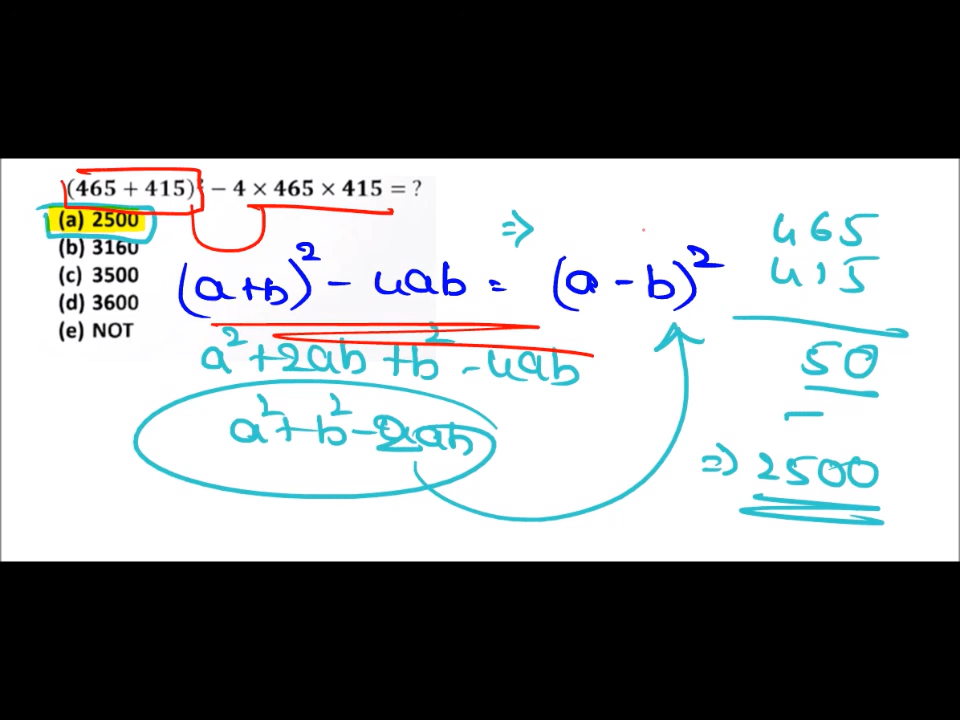 (465 + 415)² − 4 × 465 × 415 = ?
(a) 2500
(b) 3160
(c) 3500
(d) 3600
(e) NOT
(a+b)² - 4ab = (a - b)²
a² + 2ab + b² - 4ab
a² + b² - 2ab
⇒
465
415
50
⇒ 2500